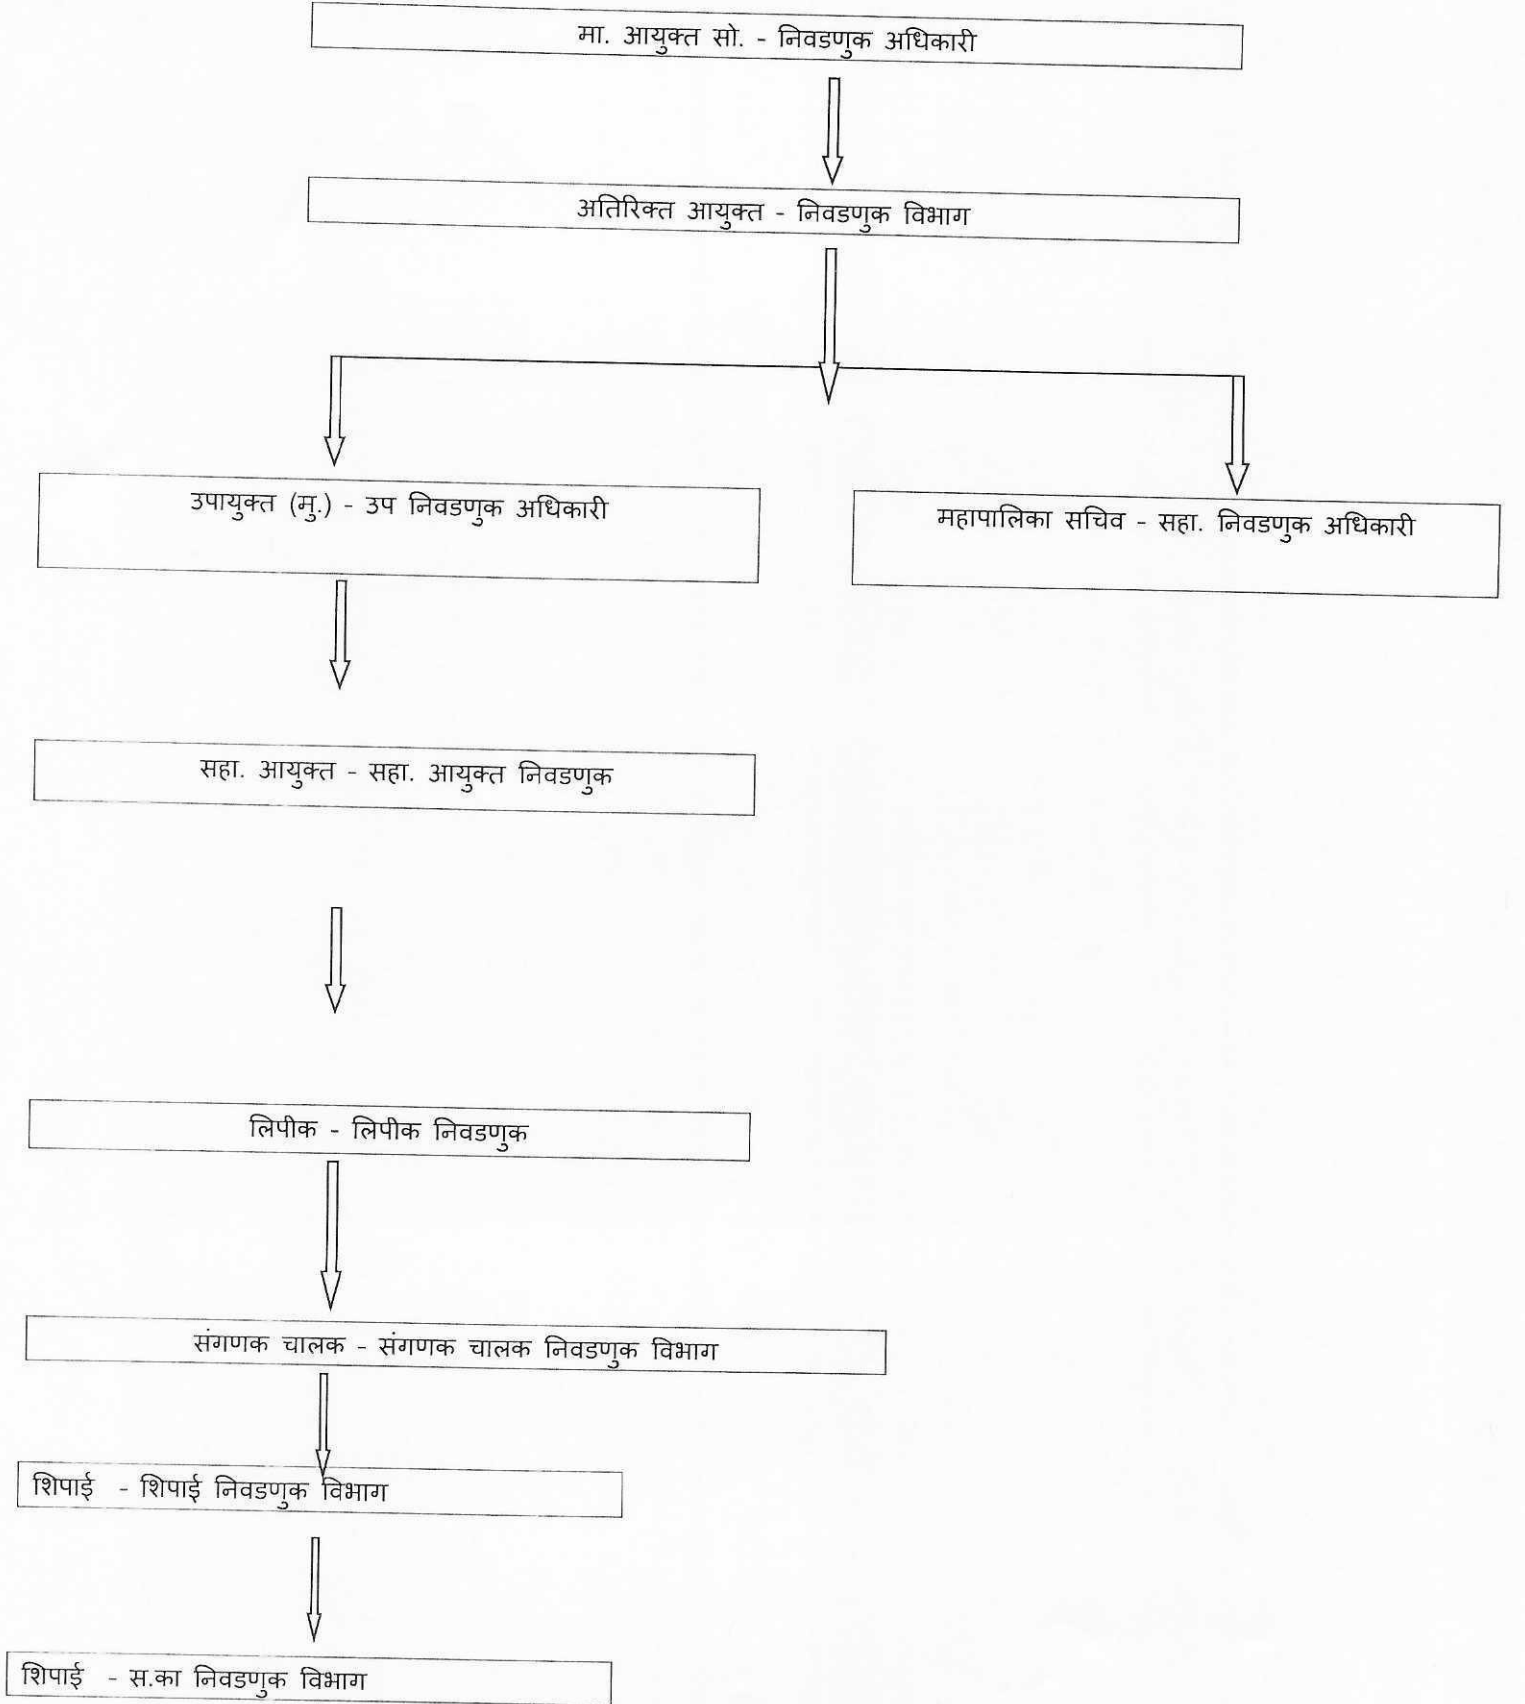 मा. आयुक्त सो. - निवडणुक अधिकारी
अतिरिक्त आयुक्त - निवडणुक विभाग
उपायुक्त (मु.) - उप निवडणुक अधिकारी
महापालिका सचिव - सहा. निवडणुक अधिकारी
सहा. आयुक्त - सहा. आयुक्त निवडणुक
लिपीक - लिपीक निवडणुक
संगणक चालक - संगणक चालक निवडणुक विभाग
शिपाई - शिपाई निवडणुक विभाग
शिपाई - स.का निवडणुक विभाग